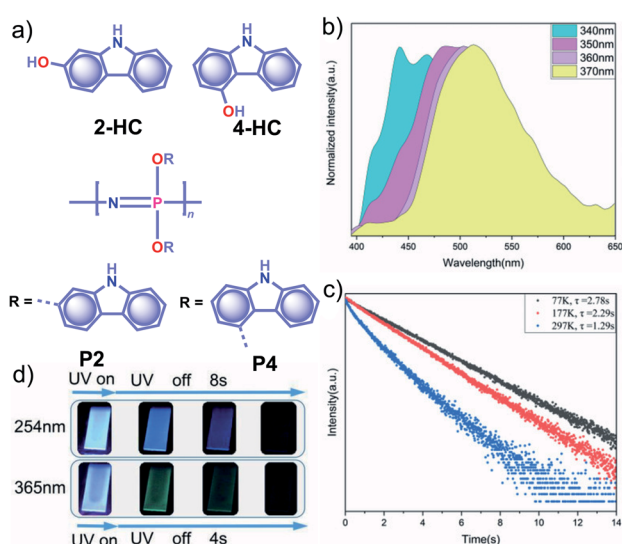 a)
H
N
HO
2-HC
H
N
OH
4-HC
OR
N P
n
OR
H
N
R =
P2
H
N
R =
P4
b)
Normalized intensity(a.u.)
340nm
350nm
360nm
370nm
400 450 500 550 600 650
Wavelength(nm)
c)
Intensity(a.u.)
77K, τ =2.78s
177K, τ =2.29s
297K, τ =1.29s
0 2 4 6 8 10 12 14
Time(s)
d)
UV on UV off 8s
254nm
365nm
UV on UV off 4s